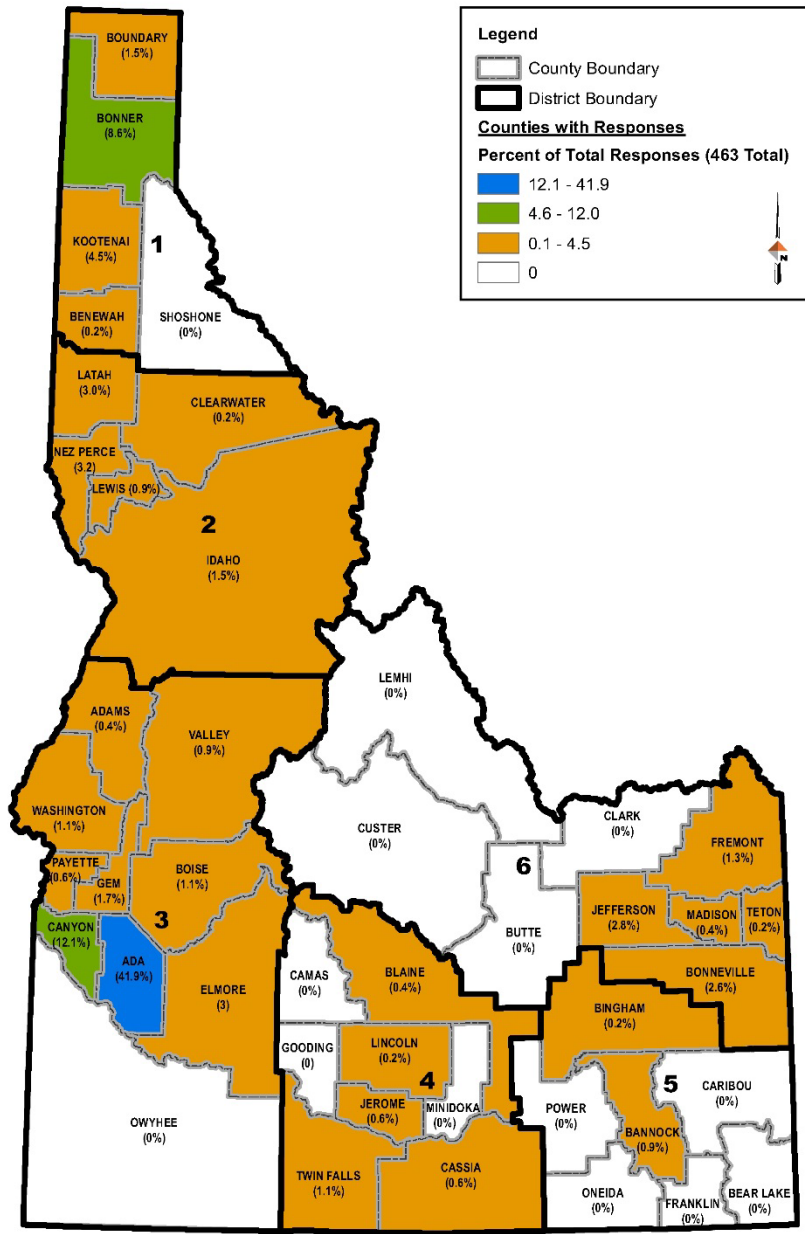 Legend
County Boundary
District Boundary
Counties with Responses
Percent of Total Responses (463 Total)
12.1 - 41.9
4.6 - 12.0
0.1 - 4.5
0
N
BOUNDARY
(1.5%)
BONNER
(8.6%)
KOOTENAI
(4.5%)
1
BENEWAH
(0.2%)
SHOSHONE
(0%)
LATAH
(3.0%)
CLEARWATER
(0.2%)
NEZ PERCE
(3.2)
LEWIS (0.9%)
2
IDAHO
(1.5%)
LEMHI
(0%)
ADAMS
(0.4%)
VALLEY
(0.9%)
WASHINGTON
(1.1%)
CUSTER
(0%)
CLARK
(0%)
FREMONT
(1.3%)
PAYETTE
(0.6%)
GEM
(1.7%)
BOISE
(1.1%)
6
JEFFERSON
(2.8%)
MADISON
(0.4%)
TETON
(0.2%)
CANYON
(12.1%)
3
BUTTE
(0%)
ADA
(41.9%)
ELMORE
(3)
CAMAS
(0%)
BLAINE
(0.4%)
BONNEVILLE
(2.6%)
BINGHAM
(0.2%)
GOODING
(0)
LINCOLN
(0.2%)
4
JEROME
(0.6%)
MINIDOKA
(0%)
POWER
(0%)
5
CARIBOU
(0%)
BANNOCK
(0.9%)
OWYHEE
(0%)
TWIN FALLS
(1.1%)
CASSIA
(0.6%)
ONEIDA
(0%)
FRANKLIN
(0%)
BEAR LAKE
(0%)